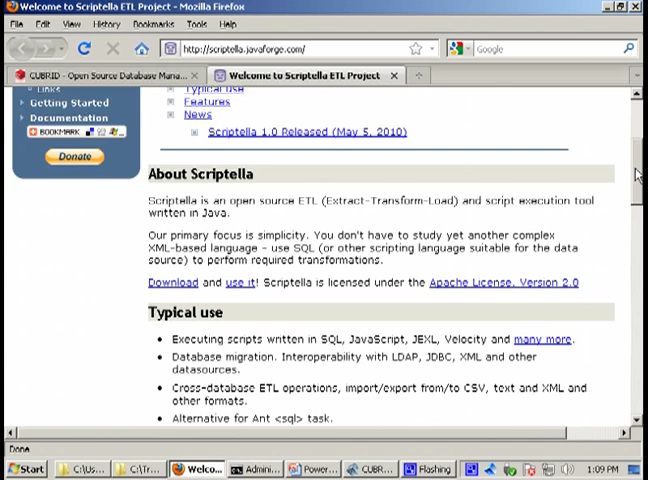 Welcome to Scriptella ETL Project - Mozilla Firefox
File Edit View History Bookmarks Tools Help
http://scriptella.javaforge.com/
Google
CUBRID - Open Source Database Mana...
Welcome to Scriptella ETL Project
Links
Getting Started
Documentation
BOOKMARK
Donate
Typical use
Features
News
Scriptella 1.0 Released (May 5, 2010)
About Scriptella
Scriptella is an open source ETL (Extract-Transform-Load) and script execution tool
written in Java.
Our primary focus is simplicity. You don't have to study yet another complex
XML-based language - use SQL (or other scripting language suitable for the data
source) to perform required transformations.
Download and use it! Scriptella is licensed under the Apache License, Version 2.0
Typical use
• Executing scripts written in SQL, JavaScript, JEXL, Velocity and many more.
• Database migration. Interoperability with LDAP, JDBC, XML and other
datasources.
• Cross-database ETL operations, import/export from/to CSV, text and XML and
other formats.
• Alternative for Ant <sql> task.
Done
Start C:\Us... C:\Tr... Welco... Admini... Power... CUBR... Flashing 1:09 PM